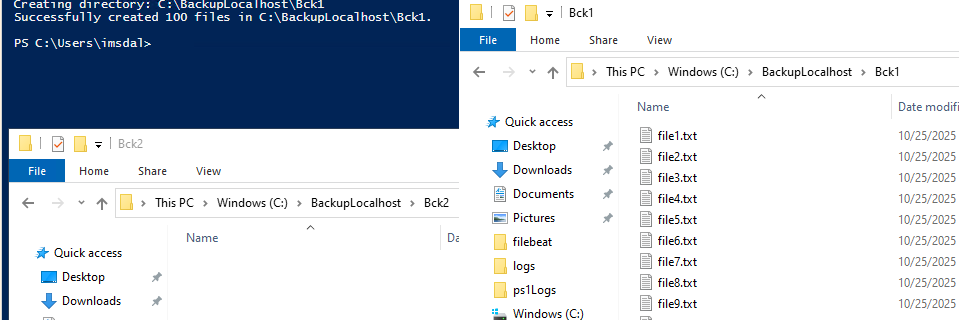 Creating directory: C:\BackupLocalhost\Bck1
Successfully created 100 files in C:\BackupLocalhost\Bck1.
PS C:\Users\imsdal>
Bck2
File Home Share View
This PC > Windows (C:) > BackupLocalhost > Bck2
Name
Da
Quick access
Desktop
Downloads
Bck1
File Home Share View
This PC > Windows (C:) > BackupLocalhost > Bck1
Name Date modifi
Quick access
Desktop
Downloads
Documents
Pictures
filebeat
logs
ps1Logs
Windows (C:)
file1.txt 10/25/2025
file2.txt 10/25/2025
file3.txt 10/25/2025
file4.txt 10/25/2025
file5.txt 10/25/2025
file6.txt 10/25/2025
file7.txt 10/25/2025
file8.txt 10/25/2025
file9.txt 10/25/2025